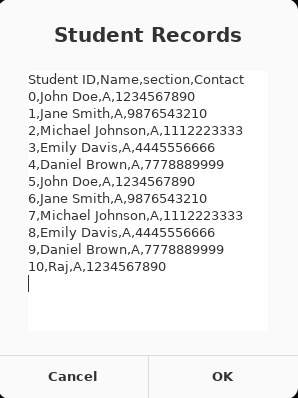 Student Records
Student ID,Name,section,Contact
0,John Doe,A,1234567890
1,Jane Smith,A,9876543210
2,Michael Johnson,A,1112223333
3,Emily Davis,A,4445556666
4,Daniel Brown,A,7778889999
5,John Doe,A,1234567890
6,Jane Smith,A,9876543210
7,Michael Johnson,A,1112223333
8,Emily Davis,A,4445556666
9,Daniel Brown,A,7778889999
10,Raj,A,1234567890
Cancel
OK